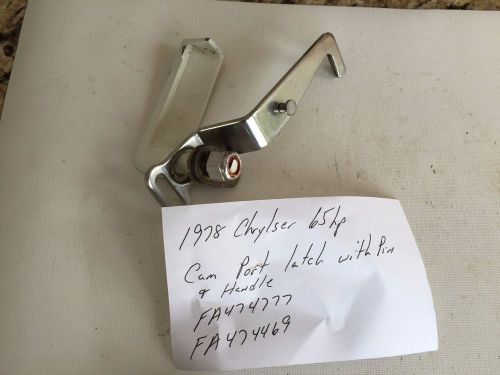 1978 Chrylser 65hp
Cam Port latch with Pin
& Handle
FA474777
FA474469